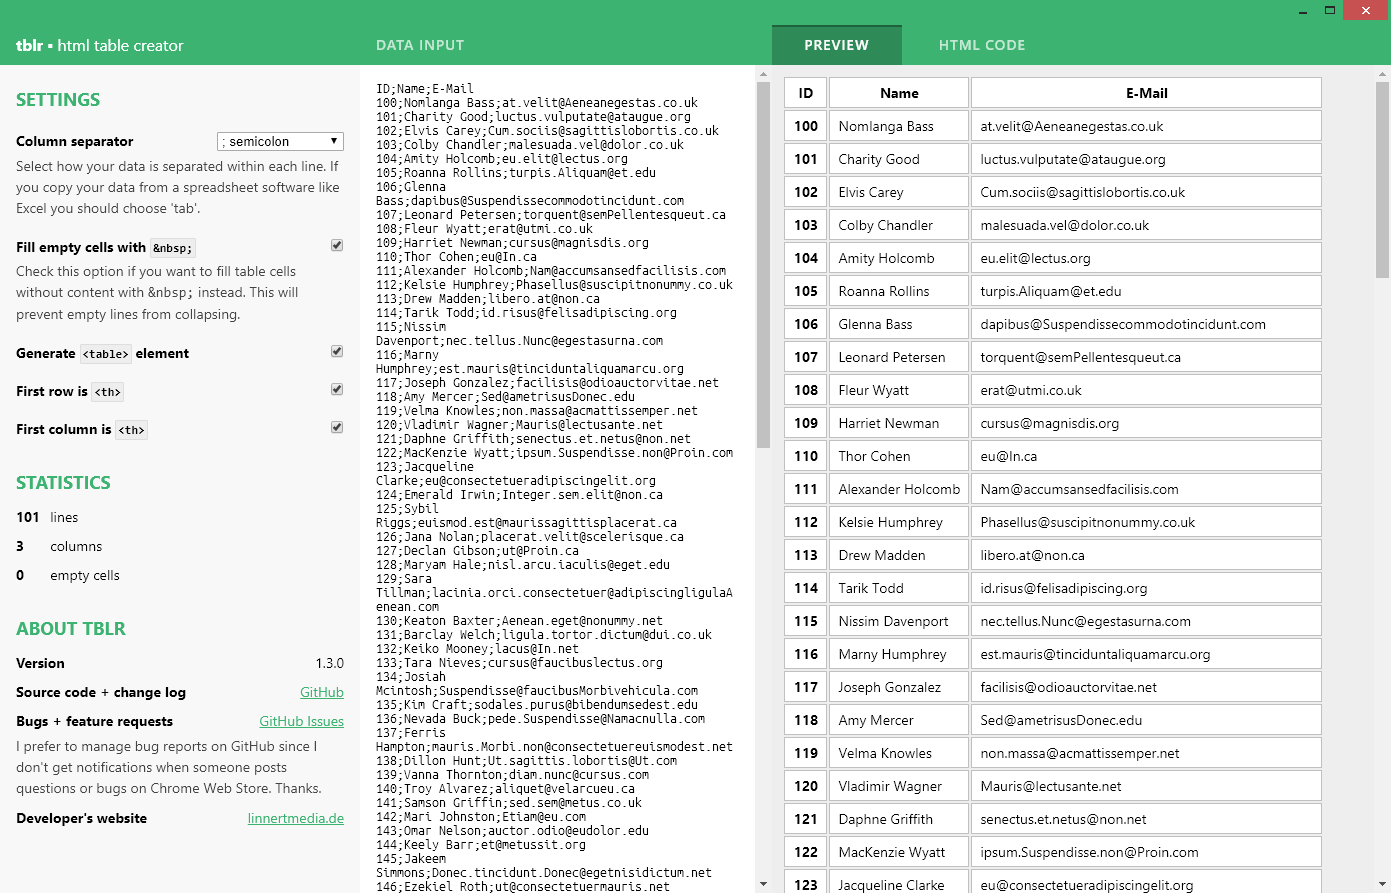 tblr ▪ html table creator
DATA INPUT
PREVIEW
HTML CODE
SETTINGS
Column separator
; semicolon
Select how your data is separated within each line. If
you copy your data from a spreadsheet software like
Excel you should choose 'tab'.
Fill empty cells with &nbsp;
Check this option if you want to fill table cells
without content with &nbsp; instead. This will
prevent empty lines from collapsing.
Generate <table> element
First row is <th>
First column is <th>
STATISTICS
101 lines
3 columns
0 empty cells
ABOUT TBLR
Version 1.3.0
Source code + change log GitHub
Bugs + feature requests GitHub Issues
I prefer to manage bug reports on GitHub since I
don't get notifications when someone posts
questions or bugs on Chrome Web Store. Thanks.
Developer's website linnertmedia.de
ID;Name;E-Mail
100;Nomlanga Bass;at.velit@Aeneanegestas.co.uk
101;Charity Good;luctus.vulputate@ataugue.org
102;Elvis Carey;Cum.sociis@sagittislobortis.co.uk
103;Colby Chandler;malesuada.vel@dolor.co.uk
104;Amity Holcomb;eu.elit@lectus.org
105;Roanna Rollins;turpis.Aliquam@et.edu
106;Glenna
Bass;dapibus@Suspendissecommodotincidunt.com
107;Leonard Petersen;torquent@semPellentesqueut.ca
108;Fleur Wyatt;erat@utmi.co.uk
109;Harriet Newman;cursus@magnisdis.org
110;Thor Cohen;eu@In.ca
111;Alexander Holcomb;Nam@accumsansedfacilisis.com
112;Kelsie Humphrey;Phasellus@suscipitnonummy.co.uk
113;Drew Madden;libero.at@non.ca
114;Tarik Todd;id.risus@felisadipiscing.org
115;Nissim
Davenport;nec.tellus.Nunc@egestasurna.com
116;Marny
Humphrey;est.mauris@tinciduntaliquamarcu.org
117;Joseph Gonzalez;facilisis@odioauctorvitae.net
118;Amy Mercer;Sed@ametrisusDonec.edu
119;Velma Knowles;non.massa@acmattissemper.net
120;Vladimir Wagner;Mauris@lectusante.net
121;Daphne Griffith;senectus.et.netus@non.net
122;MacKenzie Wyatt;ipsum.Suspendisse.non@Proin.com
123;Jacqueline
Clarke;eu@consectetueradipiscingelit.org
124;Emerald Irwin;Integer.sem.elit@non.ca
125;Sybil
Riggs;euismod.est@maurissagittisplacerat.ca
126;Jana Nolan;placerat.velit@scelerisque.ca
127;Declan Gibson;ut@Proin.ca
128;Maryam Hale;nisl.arcu.iaculis@eget.edu
129;Sara
Tillman;lacinia.orci.consectetuer@adipiscingligulaA
enean.com
130;Keaton Baxter;Aenean.eget@nonummy.net
131;Barclay Welch;ligula.tortor.dictum@dui.co.uk
132;Keiko Mooney;lacus@In.net
133;Tara Nieves;cursus@faucibuslectus.org
134;Josiah
Mcintosh;Suspendisse@faucibusMorbivehicula.com
135;Kim Craft;sodales.purus@bibendumsedest.edu
136;Nevada Buck;pede.Suspendisse@Namacnulla.com
137;Ferris
Hampton;mauris.Morbi.non@consectetuereuismodest.net
138;Dillon Hunt;Ut.sagittis.lobortis@Ut.com
139;Vanna Thornton;diam.nunc@cursus.com
140;Troy Alvarez;aliquet@velarcueu.ca
141;Samson Griffin;sed.sem@metus.co.uk
142;Mari Johnston;Etiam@eu.com
143;Omar Nelson;auctor.odio@eudolor.edu
144;Keely Barr;et@metussit.org
145;Jakeem
Simmons;Donec.tincidunt.Donec@egetnisidictum.net
146;Ezekiel Roth;ut@consectetuermauris.net
ID Name E-Mail
100 Nomlanga Bass at.velit@Aeneanegestas.co.uk
101 Charity Good luctus.vulputate@ataugue.org
102 Elvis Carey Cum.sociis@sagittislobortis.co.uk
103 Colby Chandler malesuada.vel@dolor.co.uk
104 Amity Holcomb eu.elit@lectus.org
105 Roanna Rollins turpis.Aliquam@et.edu
106 Glenna Bass dapibus@Suspendissecommodotincidunt.com
107 Leonard Petersen torquent@semPellentesqueut.ca
108 Fleur Wyatt erat@utmi.co.uk
109 Harriet Newman cursus@magnisdis.org
110 Thor Cohen eu@In.ca
111 Alexander Holcomb Nam@accumsansedfacilisis.com
112 Kelsie Humphrey Phasellus@suscipitnonummy.co.uk
113 Drew Madden libero.at@non.ca
114 Tarik Todd id.risus@felisadipiscing.org
115 Nissim Davenport nec.tellus.Nunc@egestasurna.com
116 Marny Humphrey est.mauris@tinciduntaliquamarcu.org
117 Joseph Gonzalez facilisis@odioauctorvitae.net
118 Amy Mercer Sed@ametrisusDonec.edu
119 Velma Knowles non.massa@acmattissemper.net
120 Vladimir Wagner Mauris@lectusante.net
121 Daphne Griffith senectus.et.netus@non.net
122 MacKenzie Wyatt ipsum.Suspendisse.non@Proin.com
123 Jacqueline Clarke eu@consectetueradipiscingelit.org